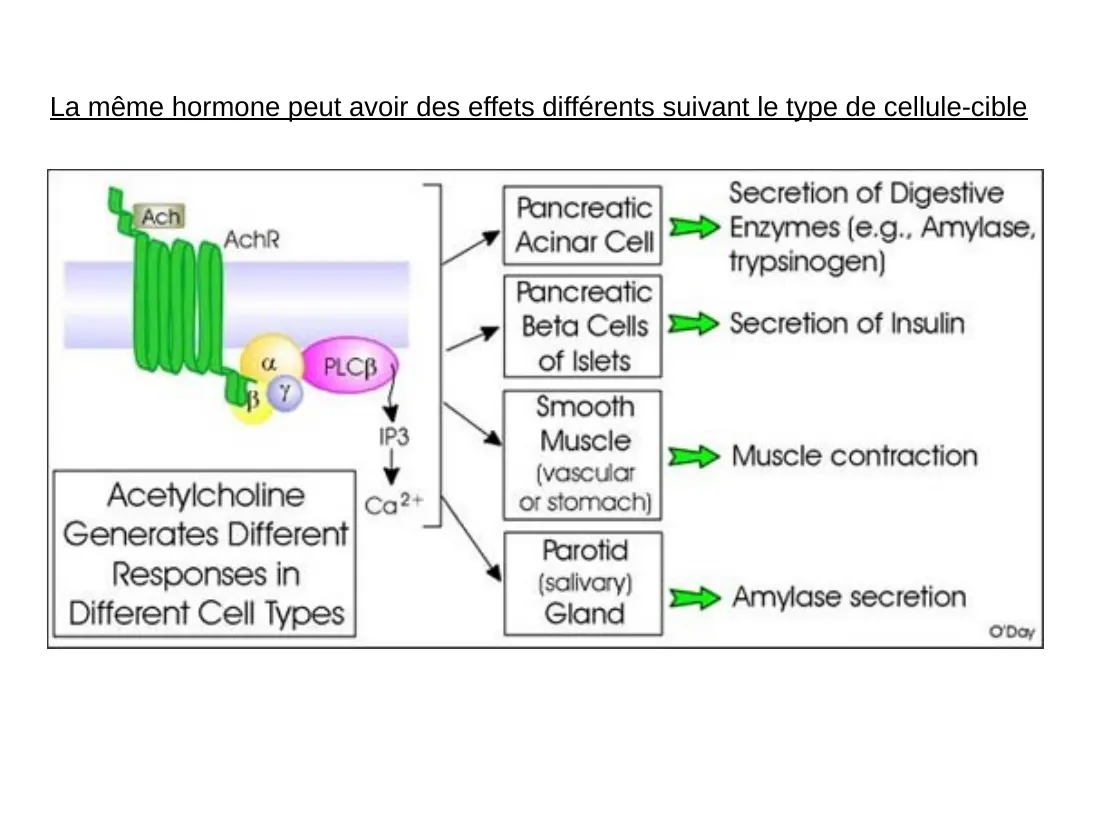 La même hormone peut avoir des effets différents suivant le type de cellule-cible
Ach
AchR
α
β
γ
PLCβ
IP3
Ca²⁺
Acetylcholine
Generates Different
Responses in
Different Cell Types
Pancreatic
Acinar Cell
Secretion of Digestive
Enzymes (e.g., Amylase,
trypsinogen)
Pancreatic
Beta Cells
of Islets
Secretion of Insulin
Smooth
Muscle
(vascular
or stomach)
Muscle contraction
Parotid
(salivary)
Gland
Amylase secretion
O'Day